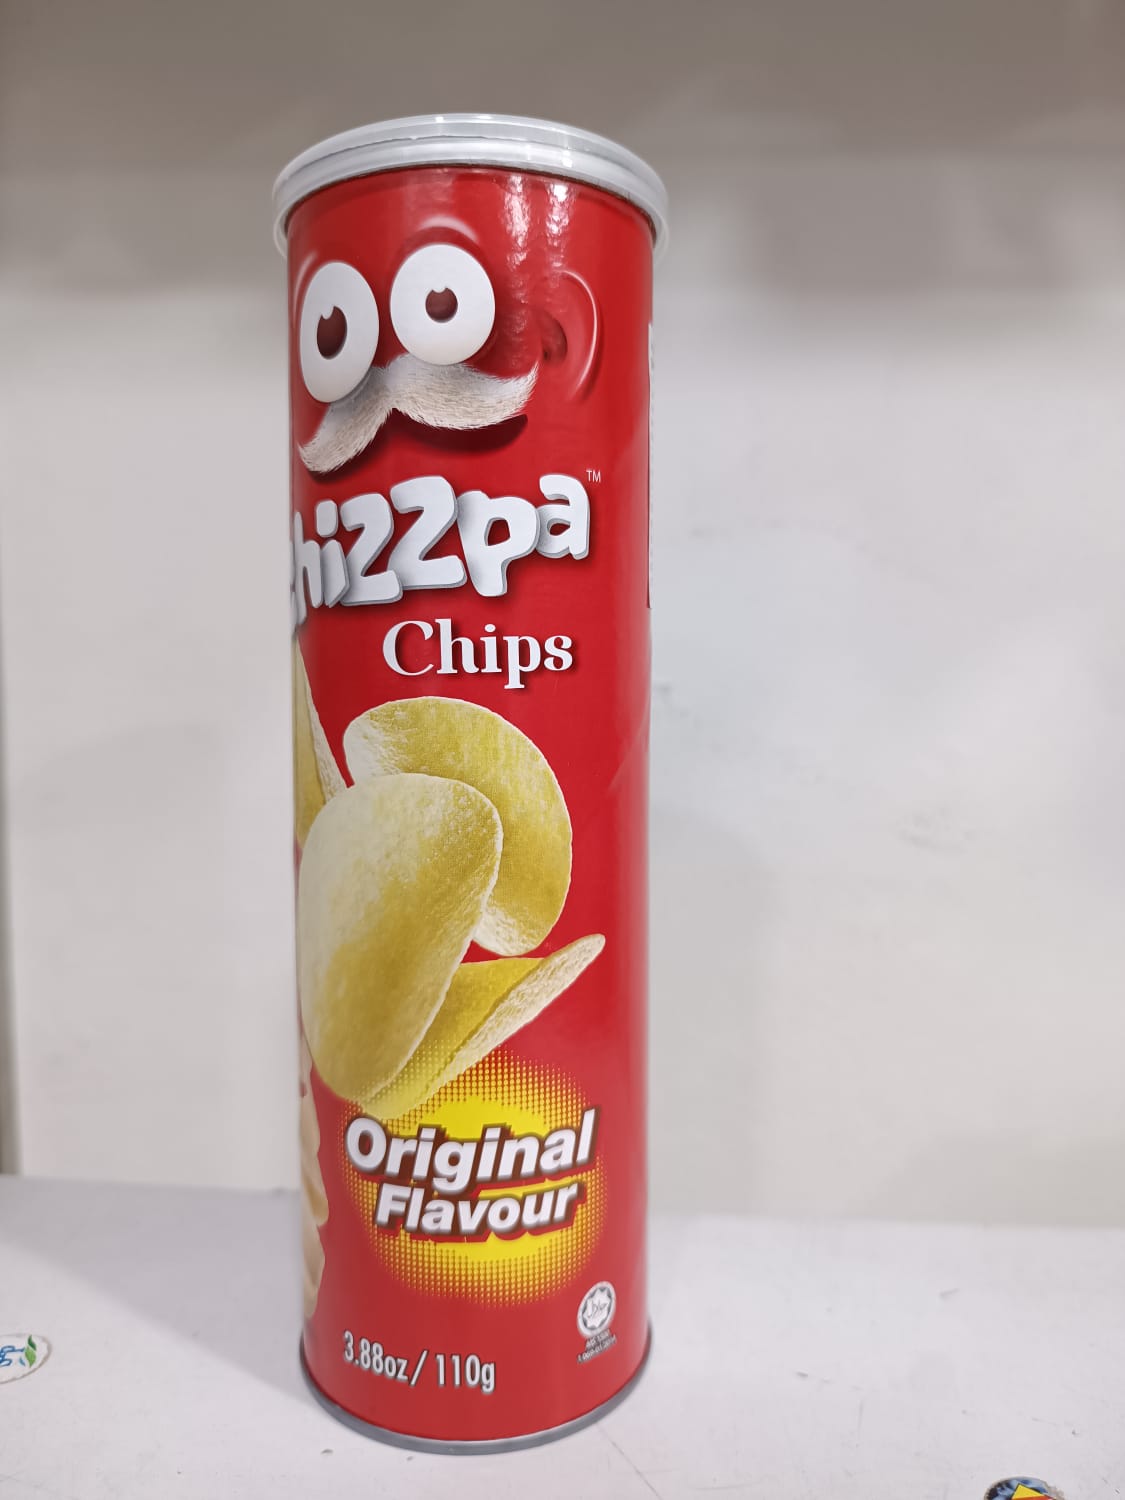 hizzpa™
Chips
Original
Flavour
3.88oz / 110g